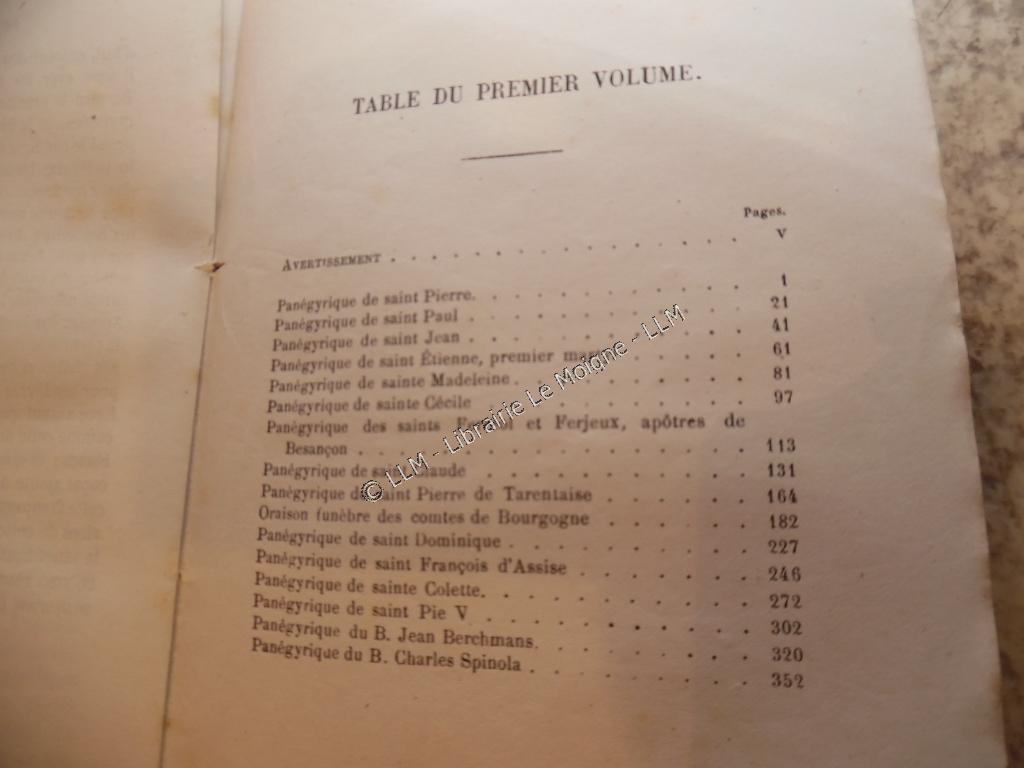 TABLE DU PREMIER VOLUME.
Pages.
AVERTISSEMENT . . . . . . . . . . . . . . . V
Panégyrique de saint Pierre. . . . . . . . . . . 1
Panégyrique de saint Paul . . . . . . . . . . . 21
Panégyrique de saint Jean . . . . . . . . . . . 41
Panégyrique de saint Étienne, premier . . . . . . 61
Panégyrique de sainte Madeleine. . . . . . . . . 81
Panégyrique de sainte Cécile . . . . . . . . . . 97
Panégyrique des saints et Ferjeux, apôtres de
Besançon . . . . . . . . . . . . . . . 113
Panégyrique de saint Claude . . . . . . . . . . 131
Panégyrique de saint Pierre de Tarentaise . . . . . . 164
Oraison funèbre des comtes de Bourgogne . . . . . . 182
Panégyrique de saint Dominique . . . . . . . . . 227
Panégyrique de saint François d'Assise . . . . . . . 246
Panégyrique de sainte Colette. . . . . . . . . . 272
Panégyrique de saint Pie V . . . . . . . . . . 302
Panégyrique du B. Jean Berchmans. . . . . . . . . 320
Panégyrique du B. Charles Spinola . . . . . . . . 352
© LLM - Librairie Le Moigne - LLM